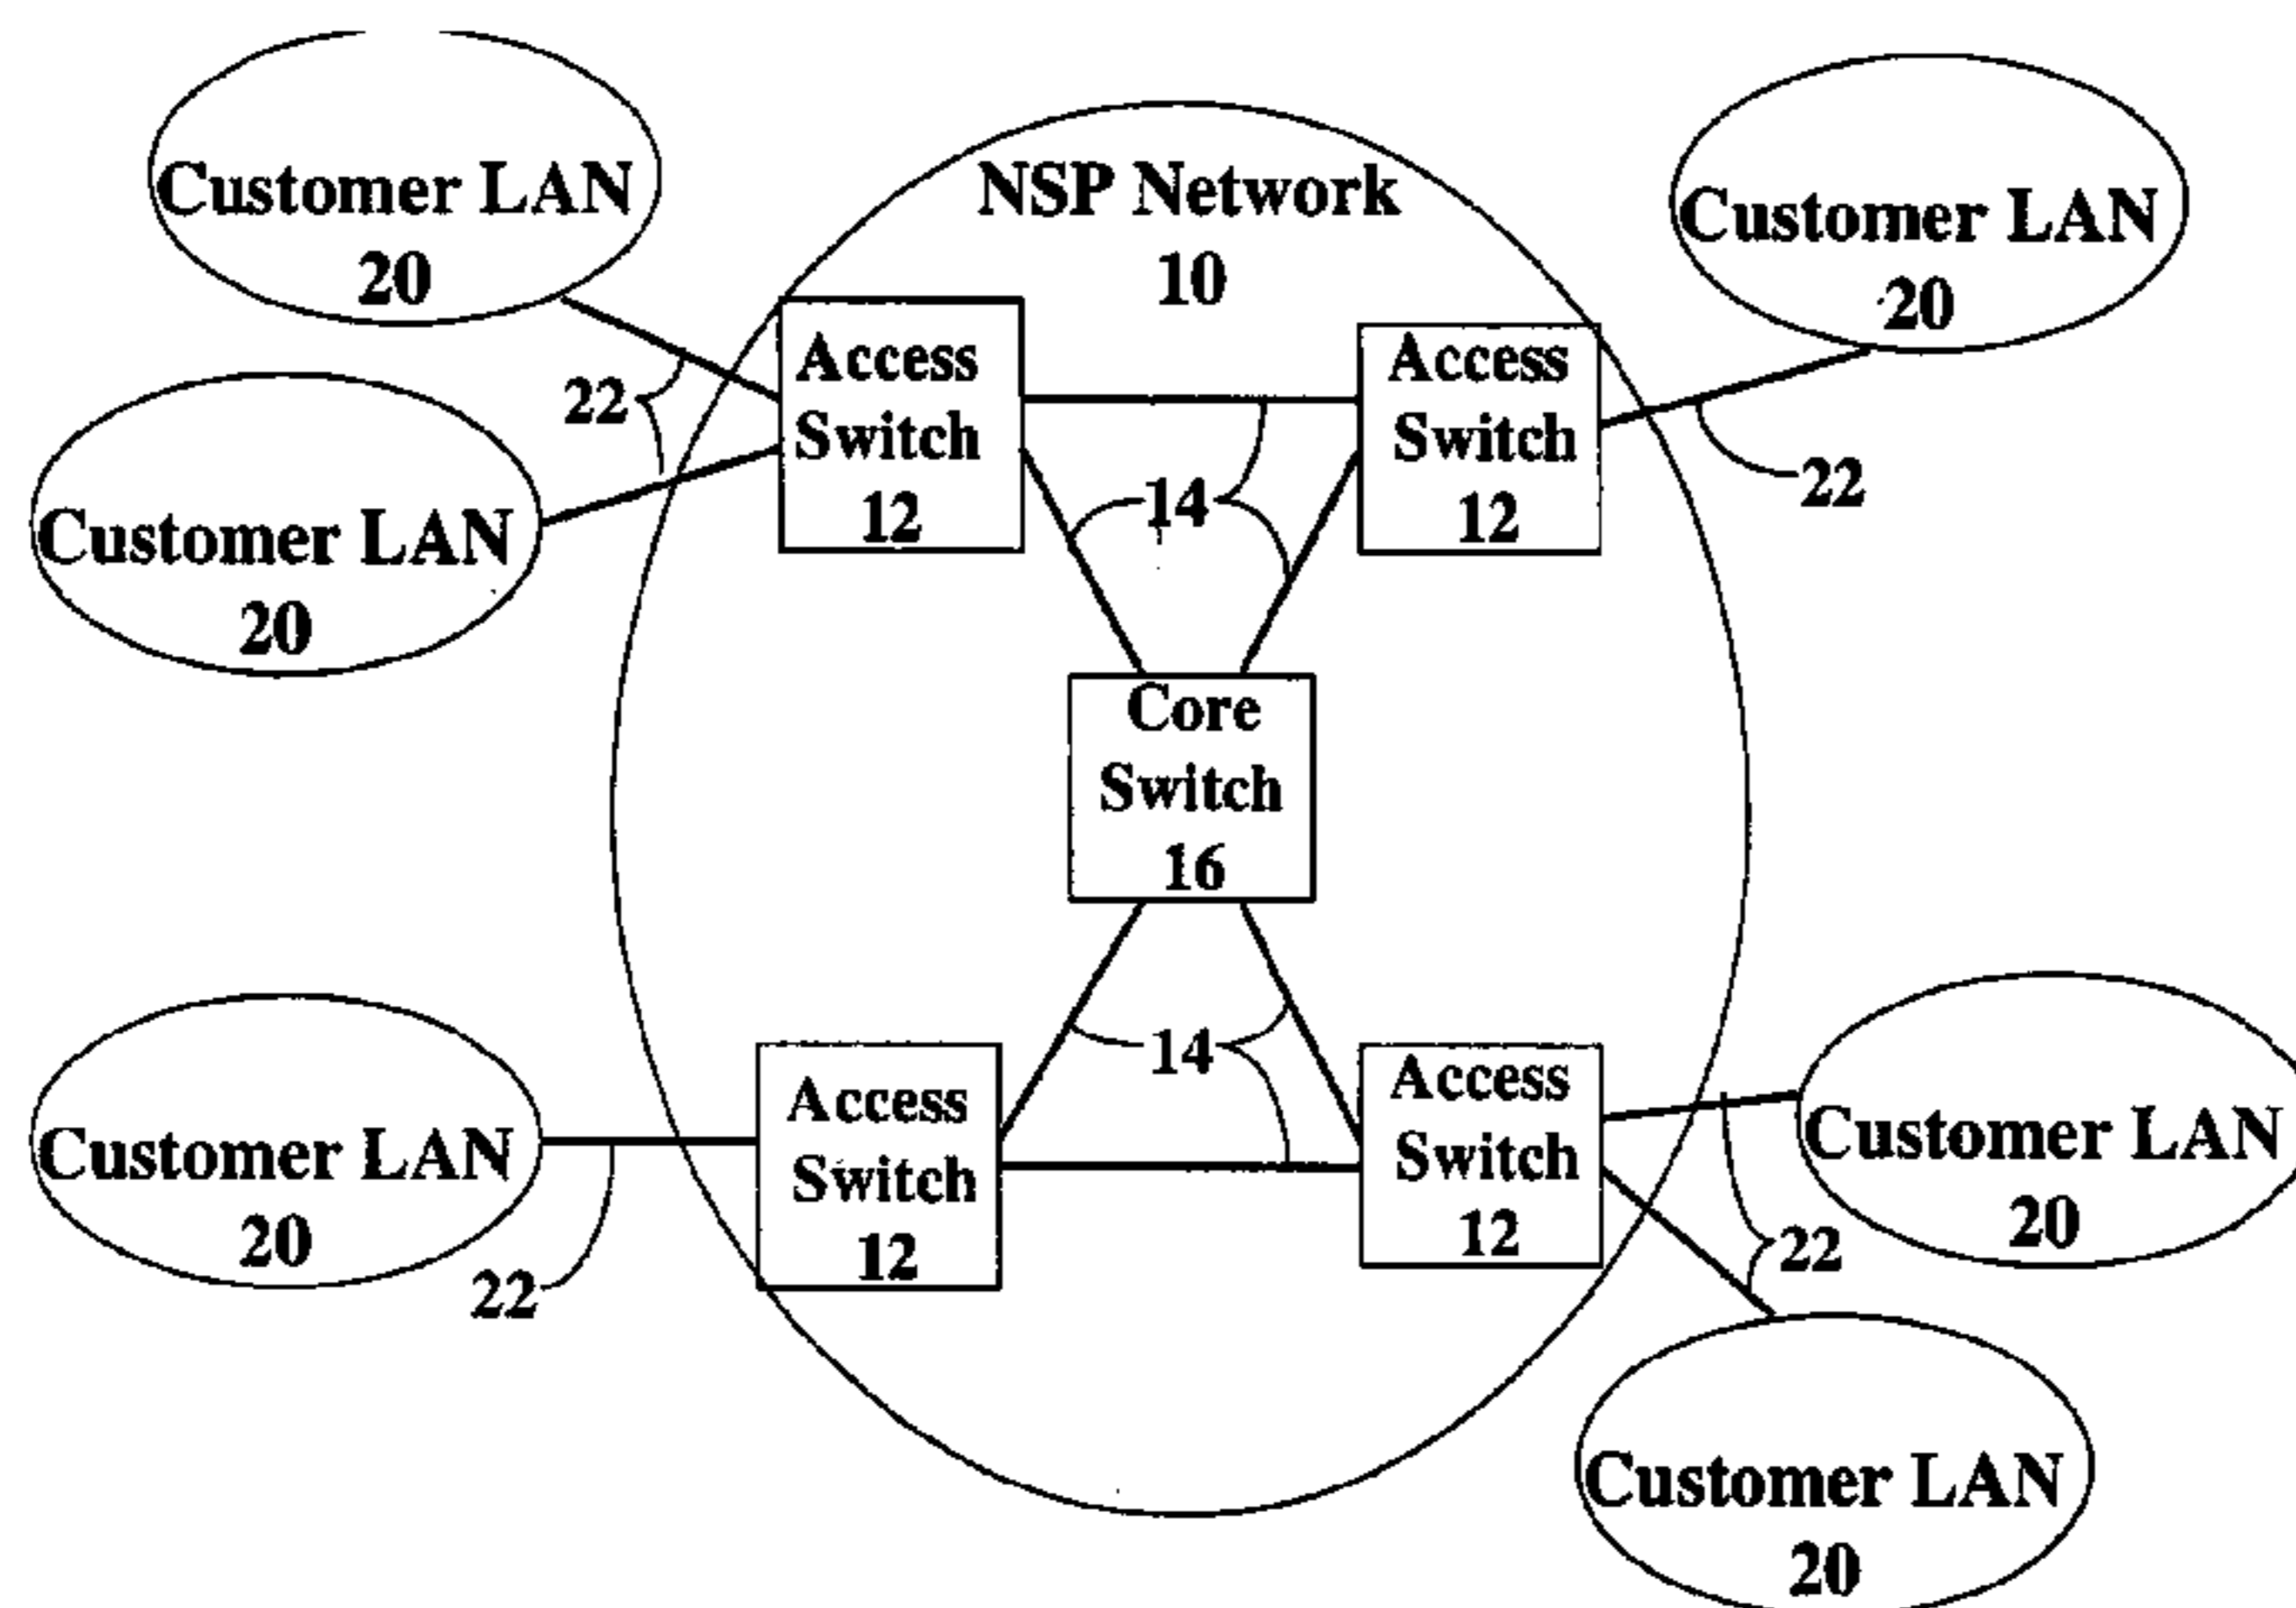 Customer LAN
20
NSP Network
10
Customer LAN
20
Access
Switch
12
Access
Switch
12
22
22
14
Customer LAN
20
Core
Switch
16
14
Customer LAN
20
Access
Switch
12
Access
Switch
12
Customer LAN
20
22
22
Customer LAN
20